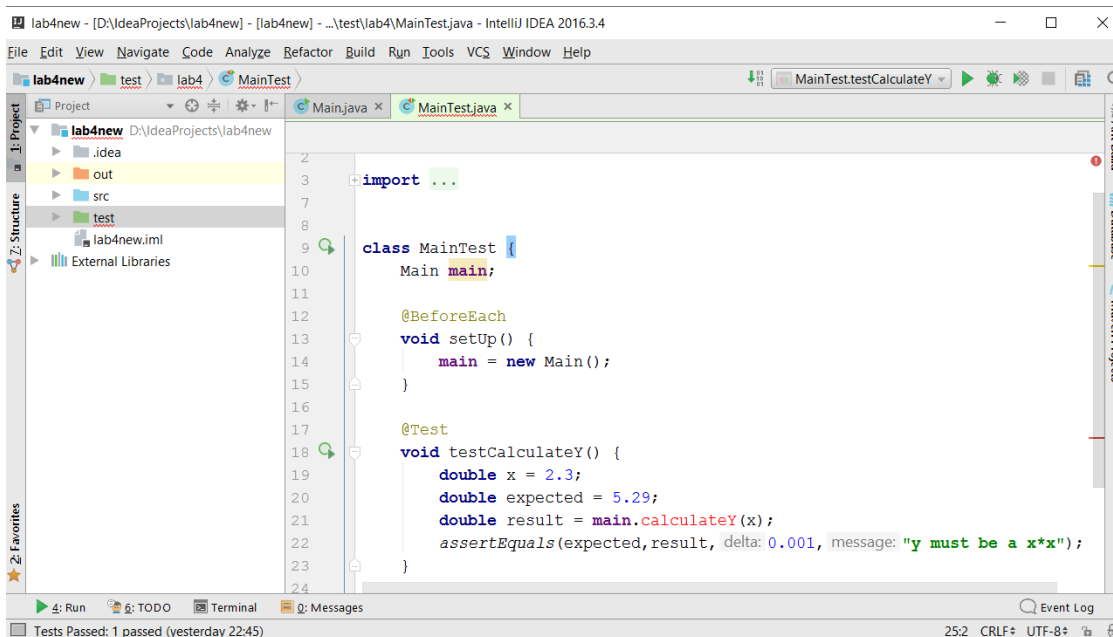 lab4new - [D:\IdeaProjects\lab4new] - [lab4new] - ...\test\lab4\MainTest.java - IntelliJ IDEA 2016.3.4
File Edit View Navigate Code Analyze Refactor Build Run Tools VCS Window Help
lab4new test lab4 MainTest MainTest.testCalculateY
Project Main.java MainTest.java
1: Project
7: Structure
2: Favorites
lab4new D:\IdeaProjects\lab4new
.idea
out
src
test
lab4new.iml
External Libraries
2
3 import ...
7
8
9 class MainTest {
10 Main main;
11
12 @BeforeEach
13 void setUp() {
14 main = new Main();
15 }
16
17 @Test
18 void testCalculateY() {
19 double x = 2.3;
20 double expected = 5.29;
21 double result = main.calculateY(x);
22 assertEquals(expected,result, delta: 0.001, message: "y must be a x*x");
23 }
24
4: Run 6: TODO Terminal 0: Messages Event Log
Tests Passed: 1 passed (yesterday 22:45) 25:2 CRLF UTF-8